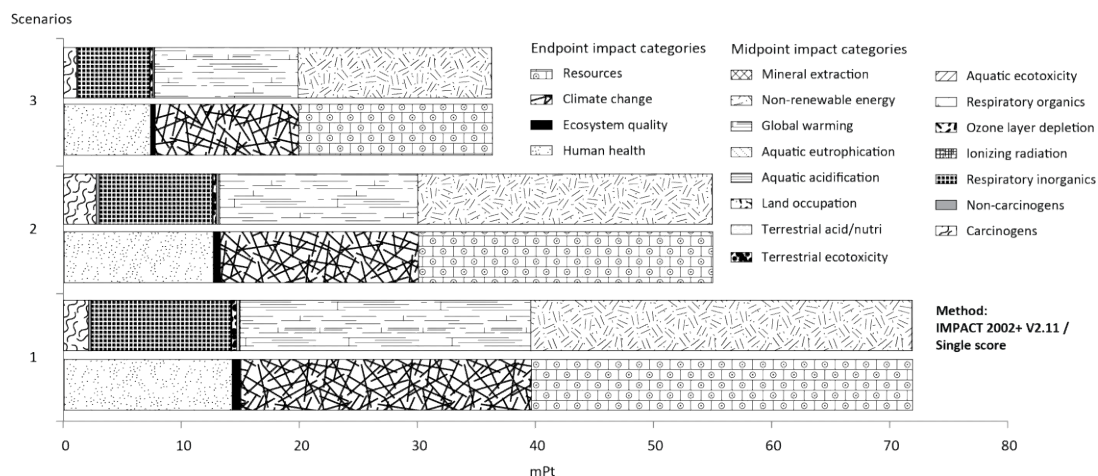 Scenarios
3
2
1
0
10
20
30
40
50
60
70
80
mPt
Endpoint impact categories
Resources
Climate change
Ecosystem quality
Human health
Midpoint impact categories
Mineral extraction
Non-renewable energy
Global warming
Aquatic eutrophication
Aquatic acidification
Land occupation
Terrestrial acid/nutri
Terrestrial ecotoxicity
Aquatic ecotoxicity
Respiratory organics
Ozone layer depletion
Ionizing radiation
Respiratory inorganics
Non-carcinogens
Carcinogens
Method:
IMPACT 2002+ V2.11 /
Single score